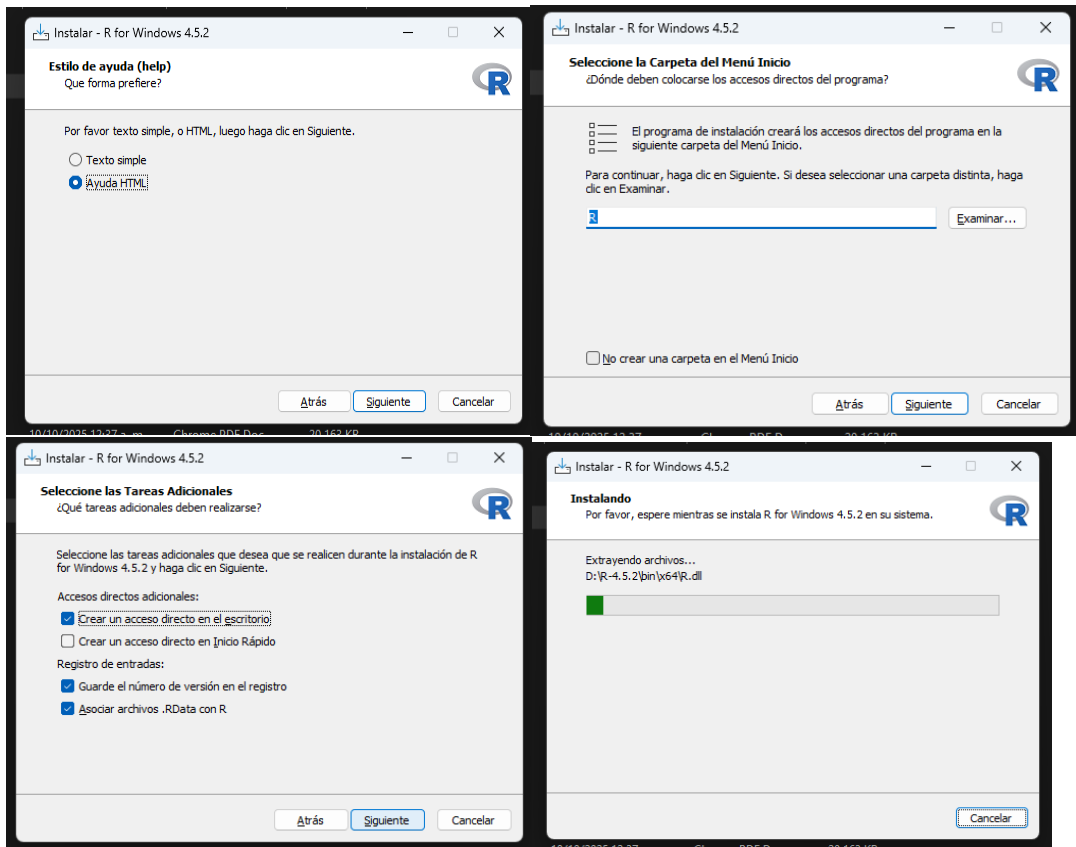 Instalar - R for Windows 4.5.2
Estilo de ayuda (help)
Que forma prefiere?
R
Por favor texto simple, o HTML, luego haga clic en Siguiente.
Texto simple
Ayuda HTML
Atrás
Siguiente
Cancelar
10/10/2025 12:37 a. m.
20.163 KB
Instalar - R for Windows 4.5.2
Seleccione la Carpeta del Menú Inicio
¿Dónde deben colocarse los accesos directos del programa?
R
El programa de instalación creará los accesos directos del programa en la
siguiente carpeta del Menú Inicio.
Para continuar, haga clic en Siguiente. Si desea seleccionar una carpeta distinta, haga
clic en Examinar.
R
Examinar...
No crear una carpeta en el Menú Inicio
Atrás
Siguiente
Cancelar
Instalar - R for Windows 4.5.2
Seleccione las Tareas Adicionales
¿Qué tareas adicionales deben realizarse?
R
Seleccione las tareas adicionales que desea que se realicen durante la instalación de R
for Windows 4.5.2 y haga clic en Siguiente.
Accesos directos adicionales:
Crear un acceso directo en el escritorio
Crear un acceso directo en Inicio Rápido
Registro de entradas:
Guarde el número de versión en el registro
Asociar archivos .RData con R
Atrás
Siguiente
Cancelar
Instalar - R for Windows 4.5.2
Instalando
Por favor, espere mientras se instala R for Windows 4.5.2 en su sistema.
R
Extrayendo archivos...
D:\R-4.5.2\bin\x64\R.dll
Cancelar